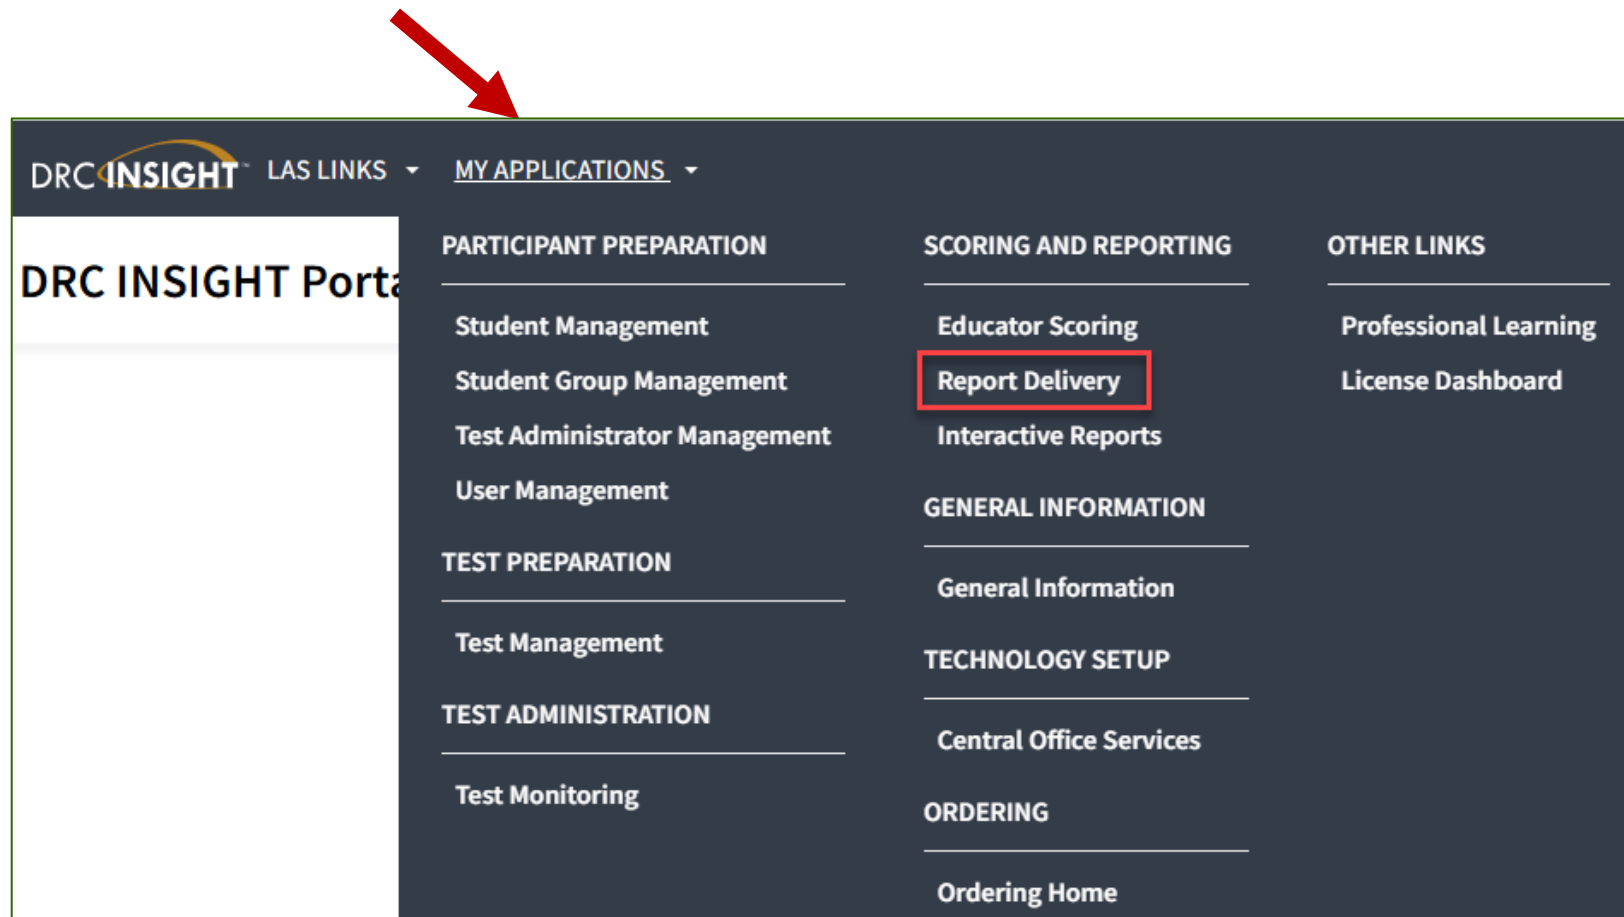 DRC INSIGHT™ LAS LINKS MY APPLICATIONS
DRC INSIGHT
PARTICIPANT PREPARATION
Student Management
Student Group Management
Test Administrator Management
User Management
TEST PREPARATION
Test Management
TEST ADMINISTRATION
Test Monitoring
SCORING AND REPORTING
Educator Scoring
Report Delivery
Interactive Reports
GENERAL INFORMATION
General Information
TECHNOLOGY SETUP
Central Office Services
ORDERING
Ordering Home
OTHER LINKS
Professional Learning
License Dashboard